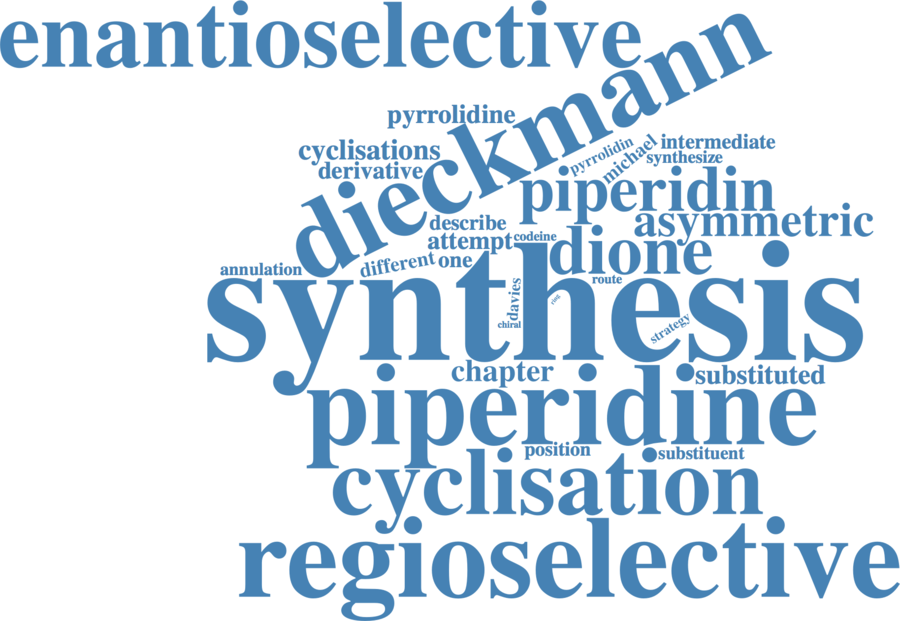 enantioselective
dieckmann
pyrrolidine
cyclisations
derivative
pyrrolidin
michael
intermediate
synthesize
piperidin
asymmetric
describe
attempt
codeine
dione
annulation
different
one
route
synthesis
davies
chiral
ring
strategy
chapter
substituted
piperidine
position
substituent
cyclisation
regioselective